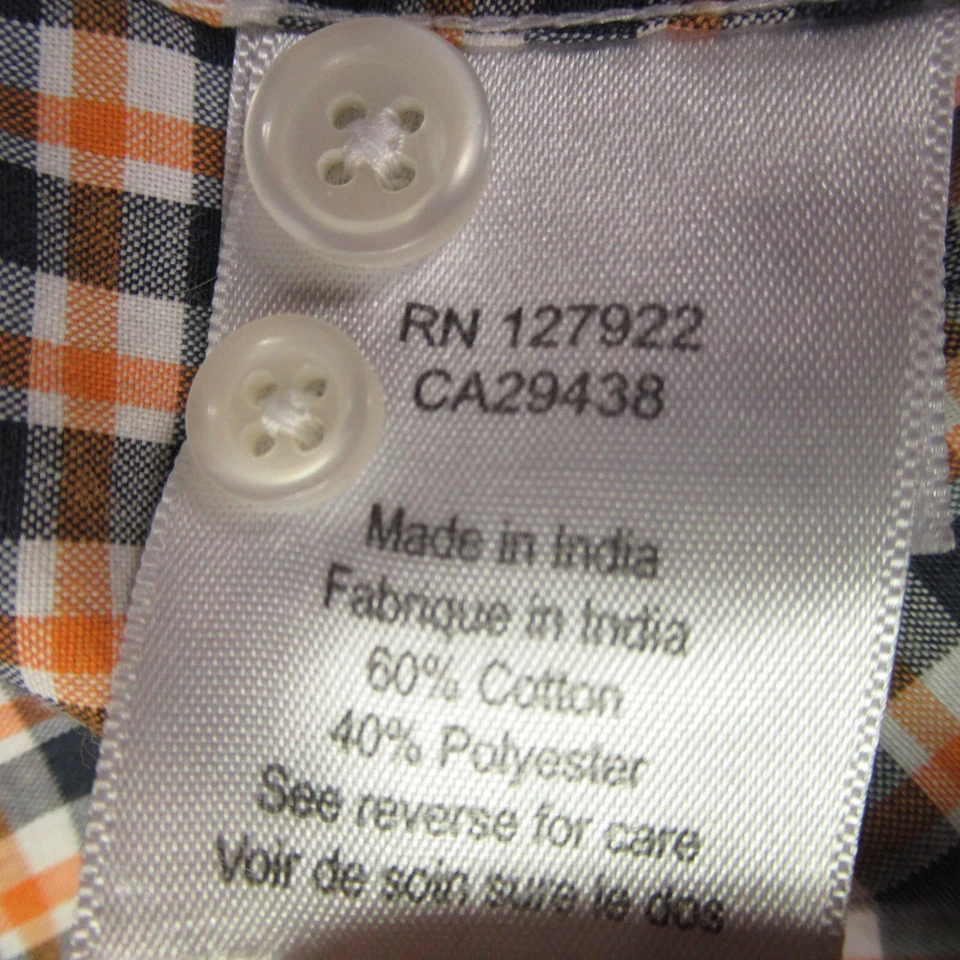 RN 127922
CA29438
Made in India
Fabrique in India
60% Cotton
40% Polyester
See reverse for care
Voir de soin sure le dos